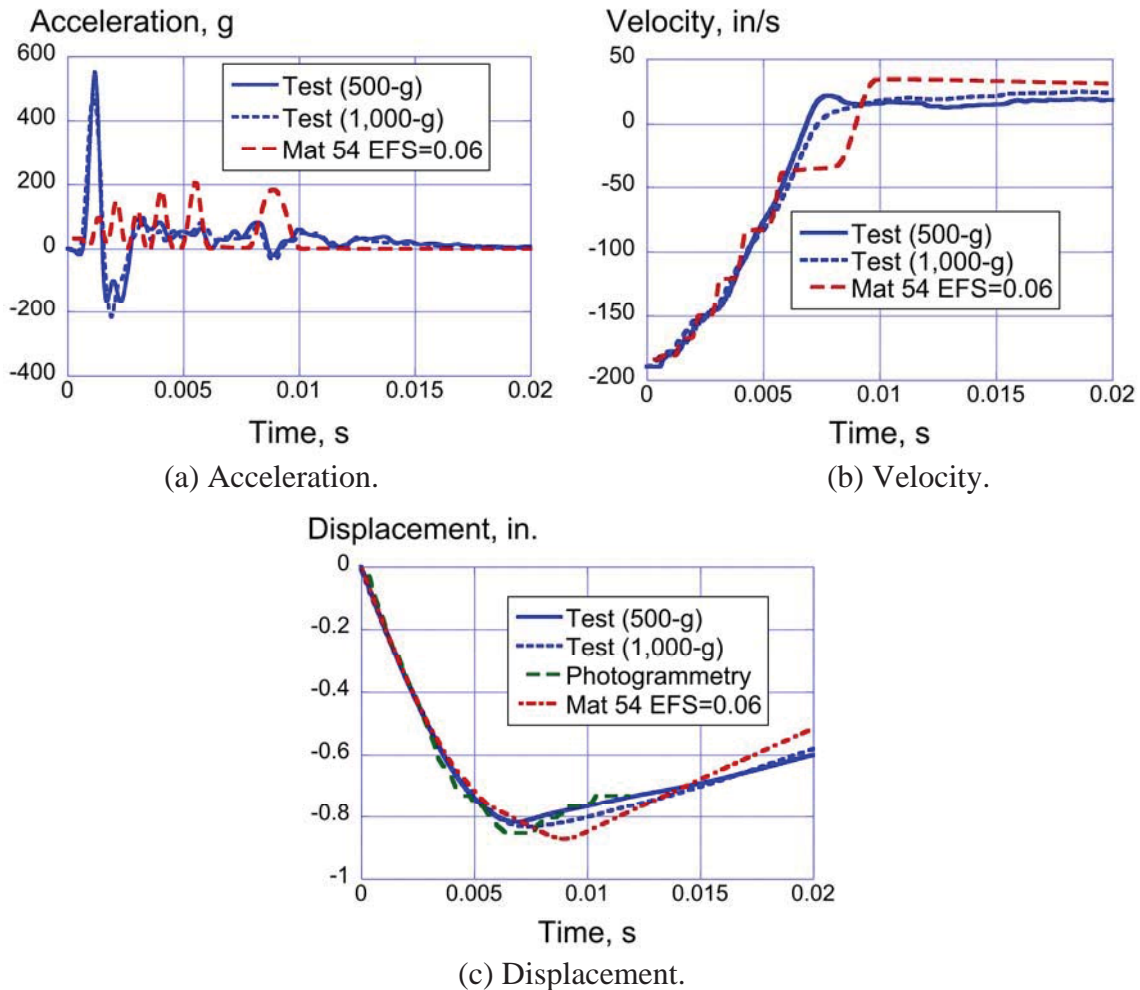 Acceleration, g
600
400
200
0
-200
-400
0
0.005
0.01
0.015
0.02
Test (500-g)
Test (1,000-g)
Mat 54 EFS=0.06
Time, s
(a) Acceleration.
Velocity, in/s
50
0
-50
-100
-150
-200
0
0.005
0.01
0.015
0.02
Test (500-g)
Test (1,000-g)
Mat 54 EFS=0.06
Time, s
(b) Velocity.
Displacement, in.
0
-0.2
-0.4
-0.6
-0.8
-1
0
0.005
0.01
0.015
0.02
Test (500-g)
Test (1,000-g)
Photogrammetry
Mat 54 EFS=0.06
Time, s
(c) Displacement.